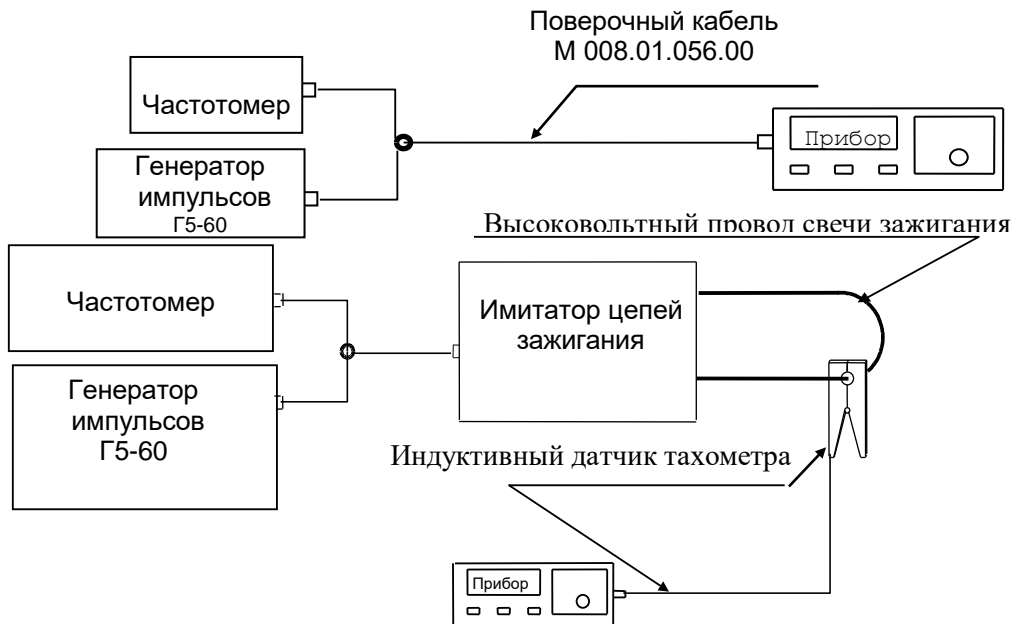 Поверочный кабель
М 008.01.056.00
Частотомер
Прибор
Генератор
импульсов
Г5-60
Высоковольтный провод свечи зажигания
Частотомер
Имитатор цепей
зажигания
Генератор
импульсов
Г5-60
Индуктивный датчик тахометра
Прибор